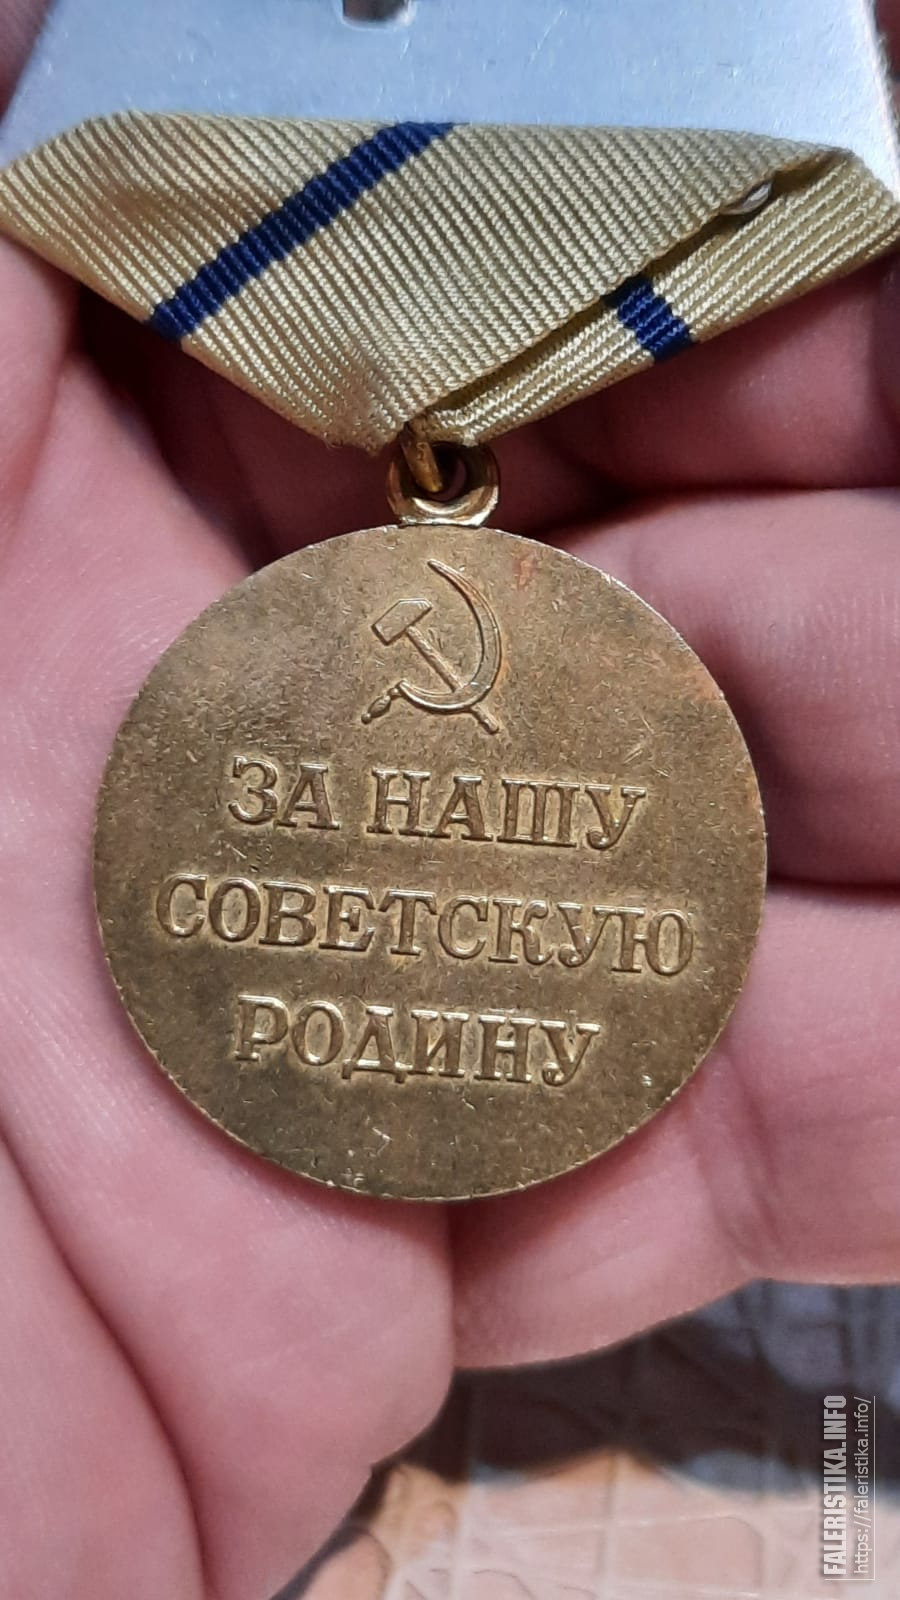 ЗА НАШУ
СОВЕТСКУЮ
РОДИНУ
FALERISTIKA.INFO
https://faleristika.info/